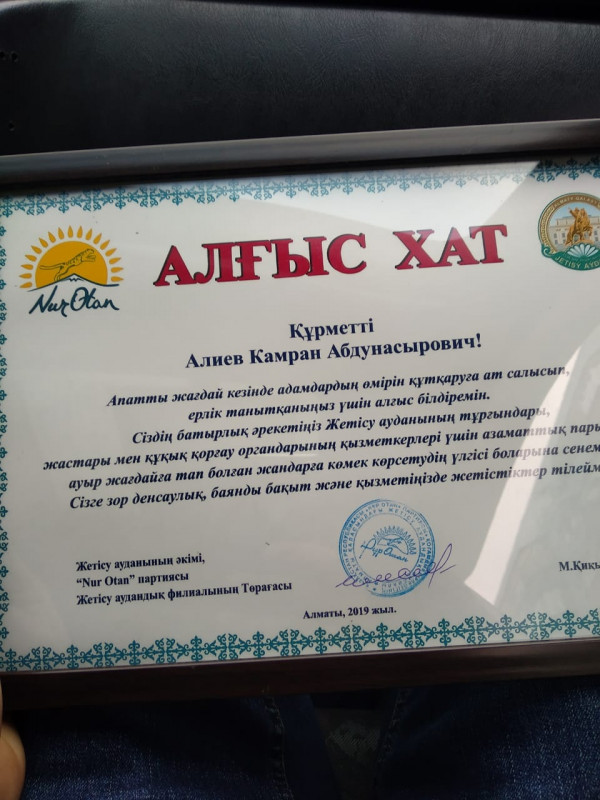 АЛҒЫС ХАТ
Nur Otan
JETISY
Құрметті
Алиев Камран Абдунасырович!
Апатты жағдай кезінде адамдардың өмірін құтқаруға ат салысып,
ерлік танытқаныңыз үшін алғыс білдіремін.
Сіздің батырлық әрекетіңіз Жетісу ауданының тұрғындары,
жастары мен құқық қорғау органдарының қызметкерлері үшін азаматтық
ауыр жағдайға тап болған жандарға көмек көрсетудің үлгісі боларына
Сізге зор денсаулық, баянды бақыт және қызметіңізде жетістіктер
Жетісу ауданының әкімі,
“Nur Otan” партиясы
Жетісу аудандық филиалының Төрағасы
Алматы, 2019 жыл.